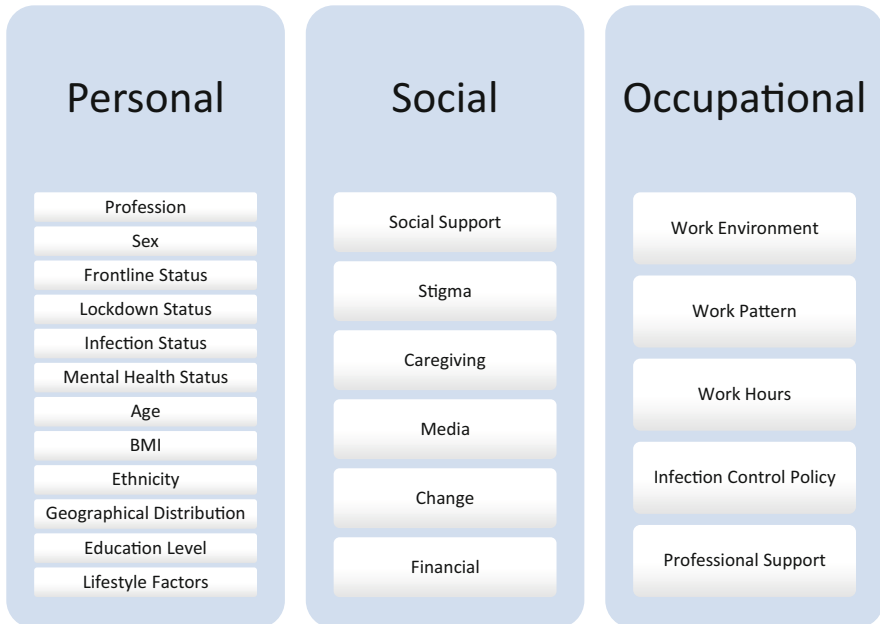 Personal
Profession
Sex
Frontline Status
Lockdown Status
Infection Status
Mental Health Status
Age
BMI
Ethnicity
Geographical Distribution
Education Level
Lifestyle Factors
Social
Social Support
Stigma
Caregiving
Media
Change
Financial
Occupational
Work Environment
Work Pattern
Work Hours
Infection Control Policy
Professional Support